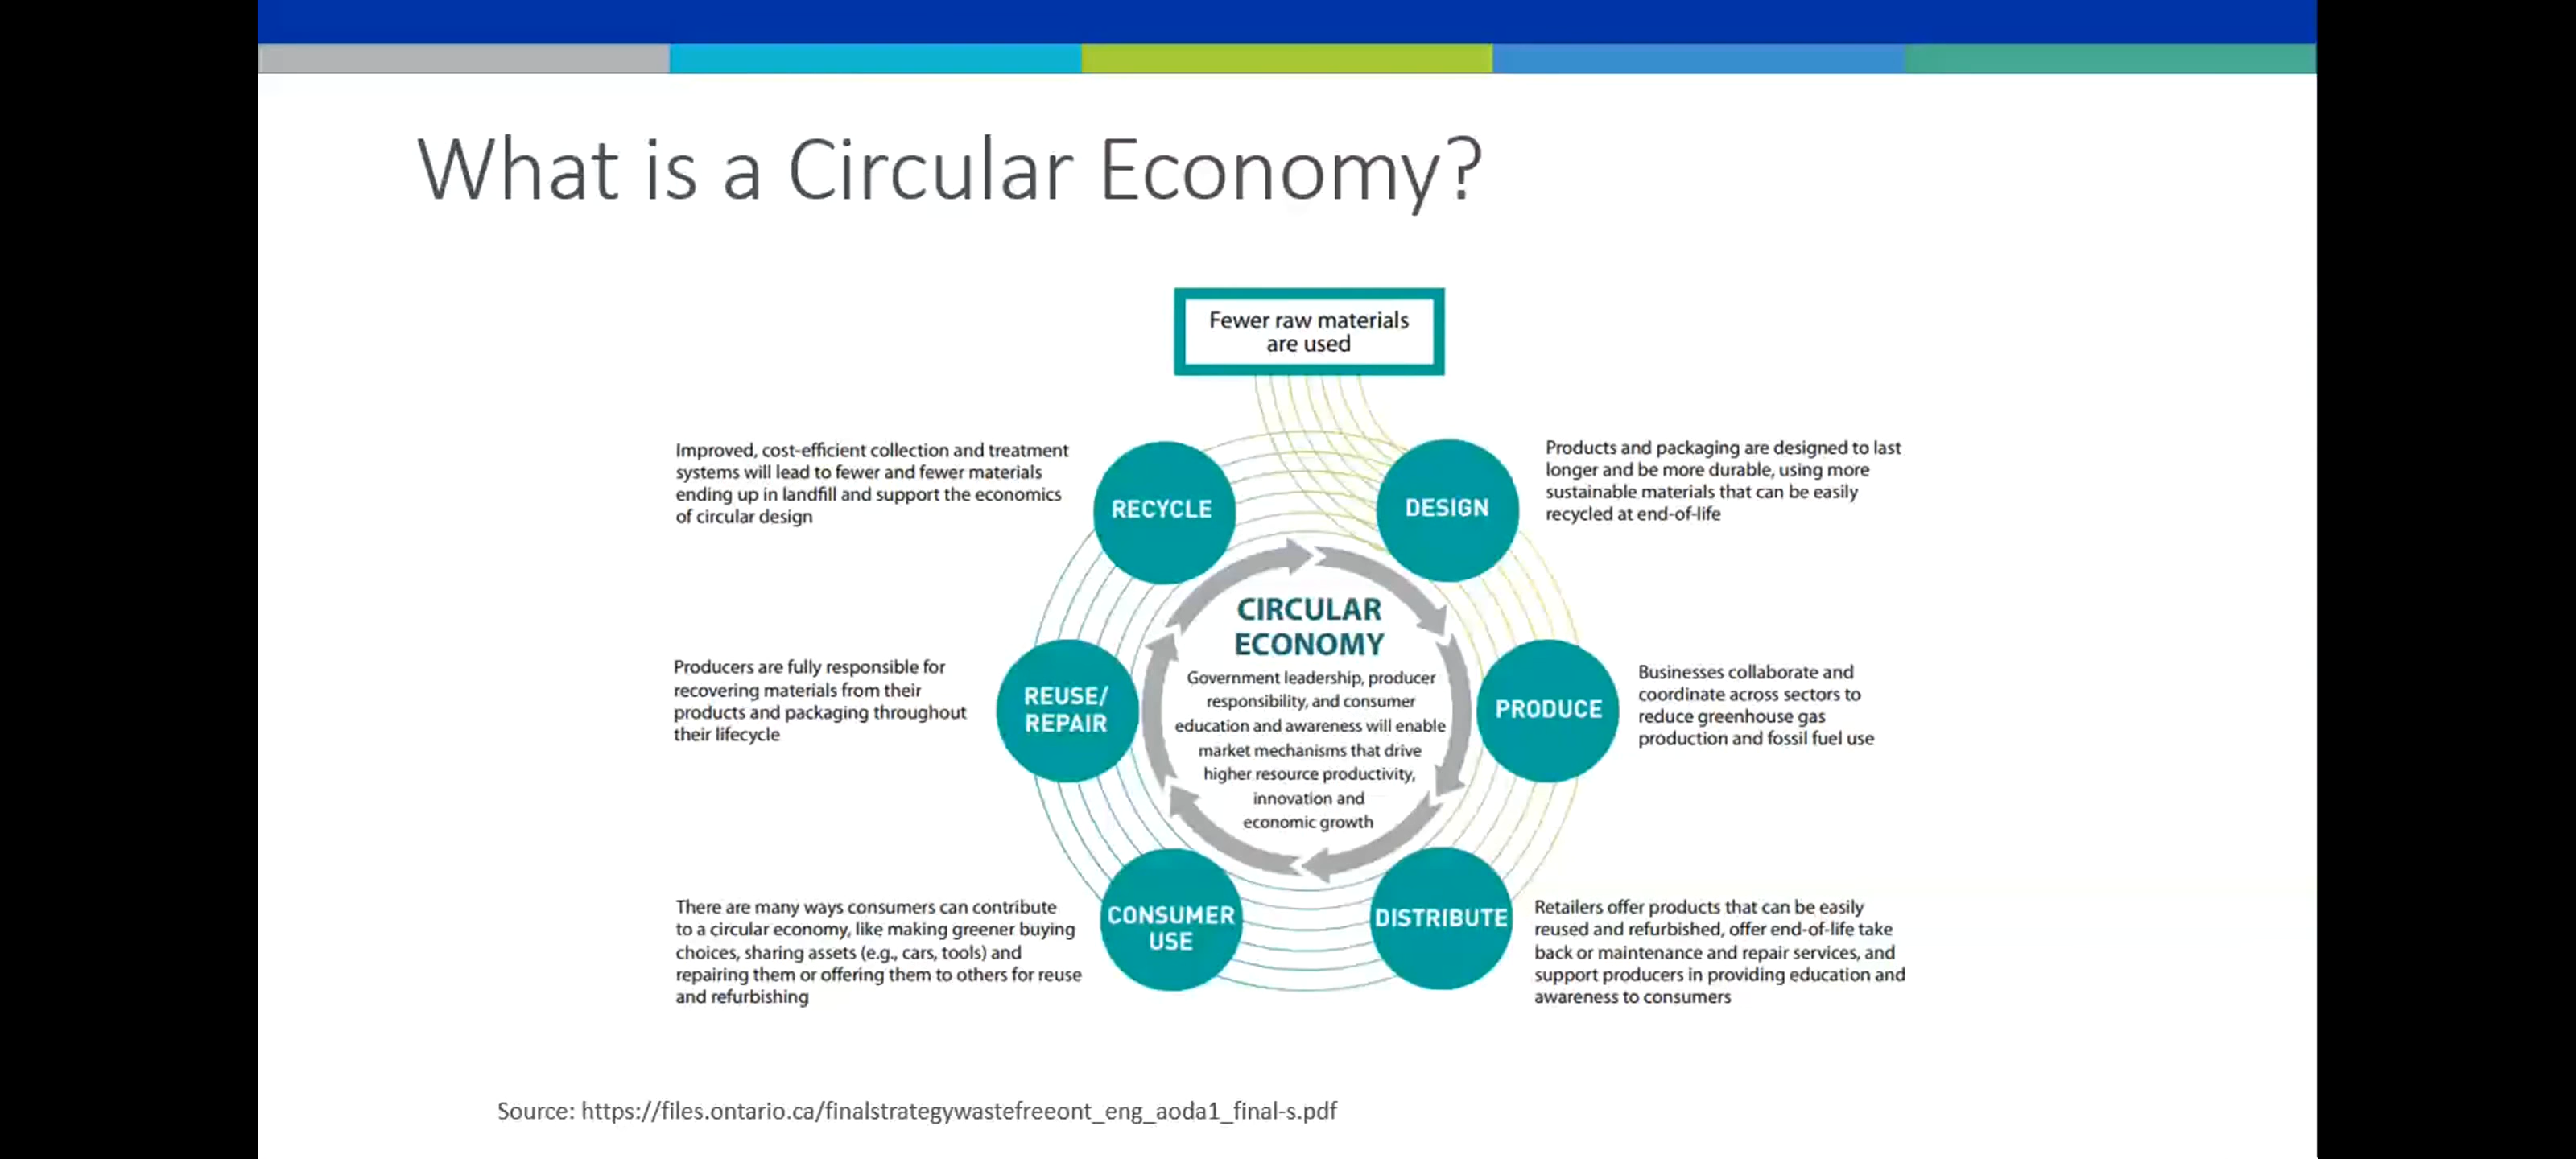 What is a Circular Economy?
Fewer raw materials
are used
Improved, cost-efficient collection and treatment
systems will lead to fewer and fewer materials
ending up in landfill and support the economics
of circular design
RECYCLE
DESIGN
Products and packaging are designed to last
longer and be more durable, using more
sustainable materials that can be easily
recycled at end-of-life
CIRCULAR
ECONOMY
Government leadership, producer
responsibility, and consumer
education and awareness will enable
market mechanisms that drive
higher resource productivity,
innovation and
economic growth
Producers are fully responsible for
recovering materials from their
products and packaging throughout
their lifecycle
REUSE/
REPAIR
PRODUCE
Businesses collaborate and
coordinate across sectors to
reduce greenhouse gas
production and fossil fuel use
There are many ways consumers can contribute
to a circular economy, like making greener buying
choices, sharing assets (e.g., cars, tools) and
repairing them or offering them to others for reuse
and refurbishing
CONSUMER
USE
DISTRIBUTE
Retailers offer products that can be easily
reused and refurbished, offer end-of-life take
back or maintenance and repair services, and
support producers in providing education and
awareness to consumers
Source: https://files.ontario.ca/finalstrategywastefreeont_eng_aoda1_final-s.pdf